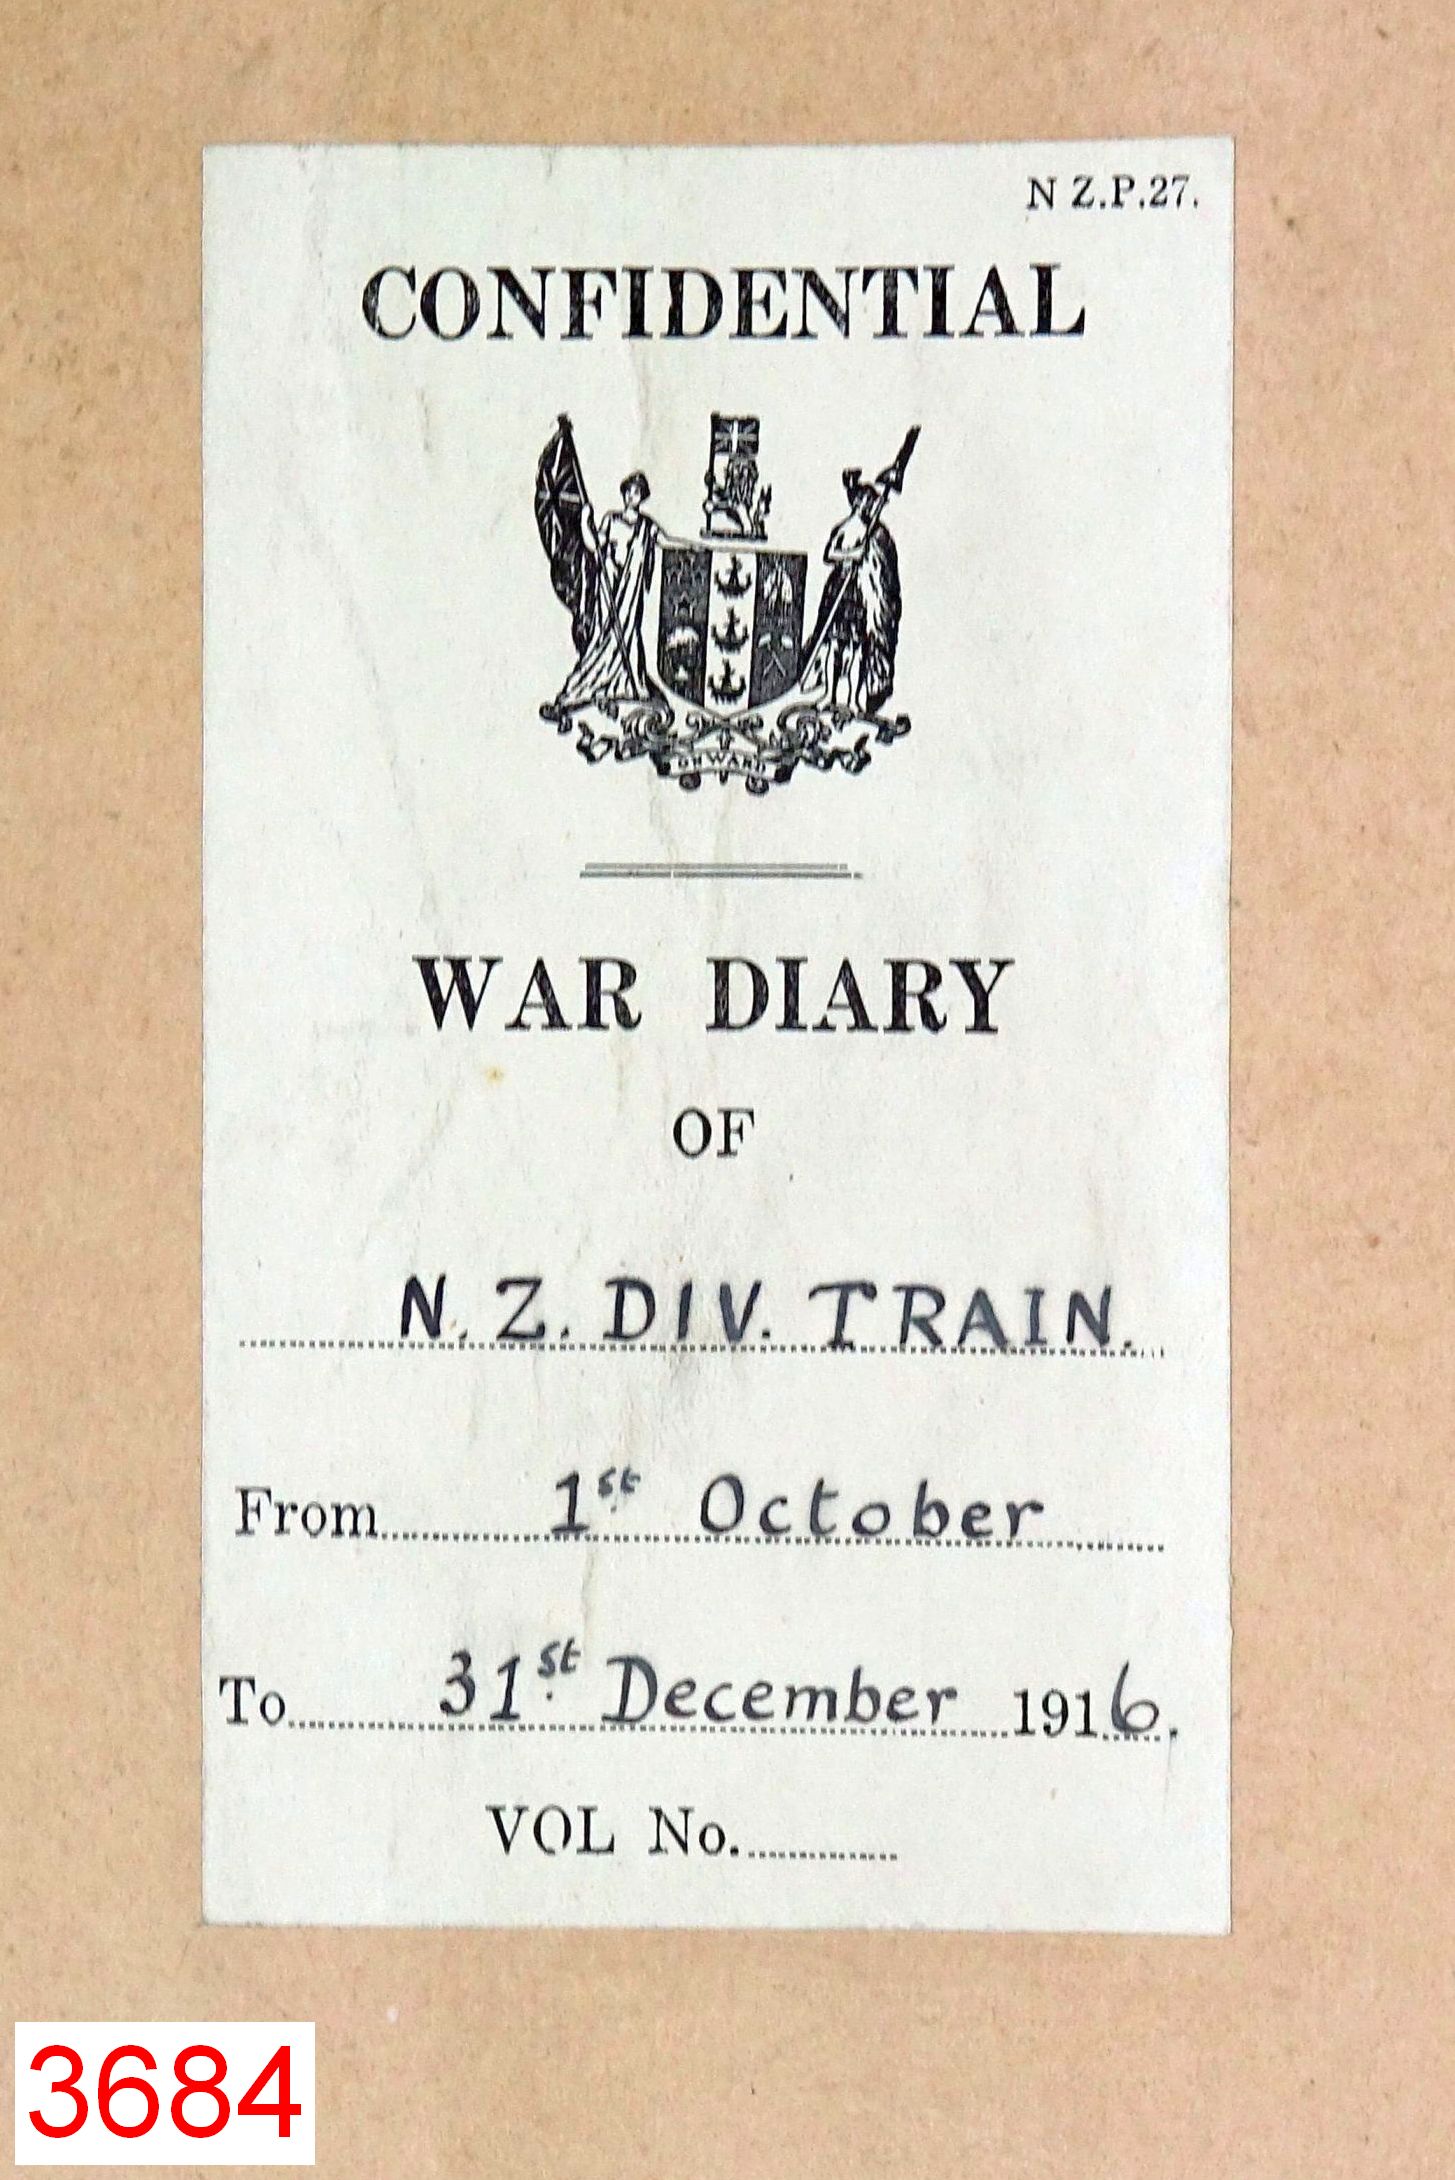 N Z.P.27.
CONFIDENTIAL
ONWARD
WAR DIARY
OF
N. Z. DIV. TRAIN.
From 1st October
To 31st December 1916.
VOL No.
3684